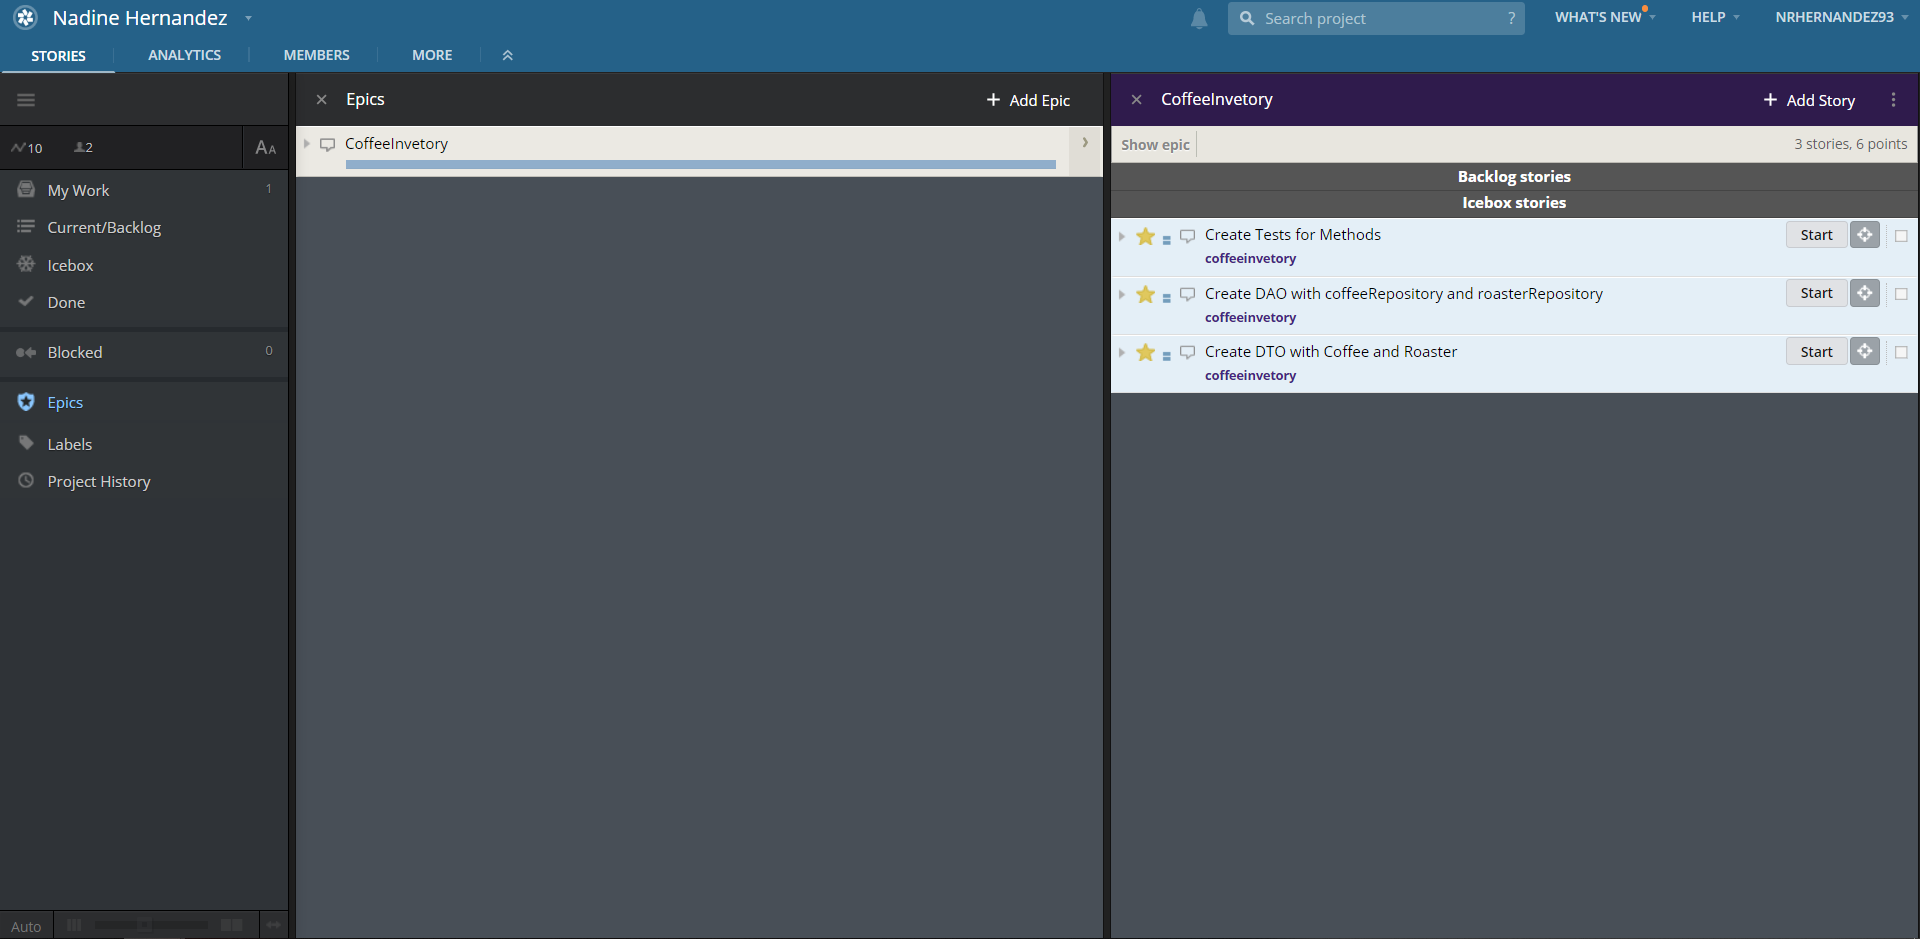 Nadine Hernandez
Search project ?
WHAT'S NEW
HELP
NRHERNANDEZ93
STORIES
ANALYTICS
MEMBERS
MORE
10
2
AA
My Work 1
Current/Backlog
Icebox
Done
Blocked 0
Epics
Labels
Project History
Auto
Epics
+ Add Epic
CoffeeInvetory
CoffeeInvetory
+ Add Story
Show epic
3 stories, 6 points
Backlog stories
Icebox stories
Create Tests for Methods
Start
coffeeinvetory
Create DAO with coffeeRepository and roasterRepository
Start
coffeeinvetory
Create DTO with Coffee and Roaster
Start
coffeeinvetory